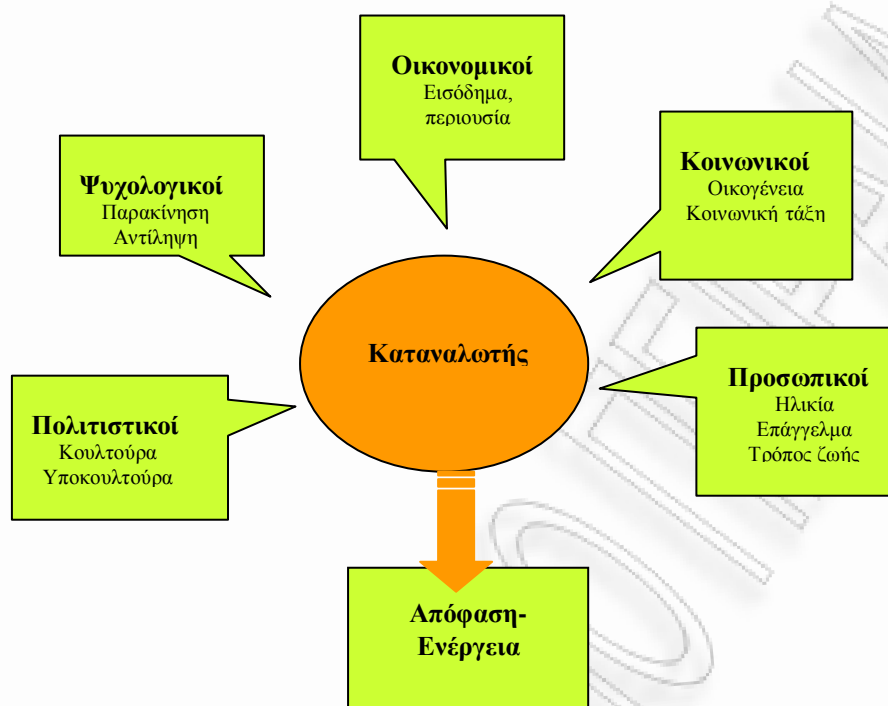 Οικονομικοί
Εισόδημα,
περιουσία
Ψυχολογικοί
Παρακίνηση
Αντίληψη
Κοινωνικοί
Οικογένεια
Κοινωνική τάξη
Καταναλωτής
Πολιτιστικοί
Κουλτούρα
Υποκουλτούρα
Προσωπικοί
Ηλικία
Επάγγελμα
Τρόπος ζωής
Απόφαση-
Ενέργεια